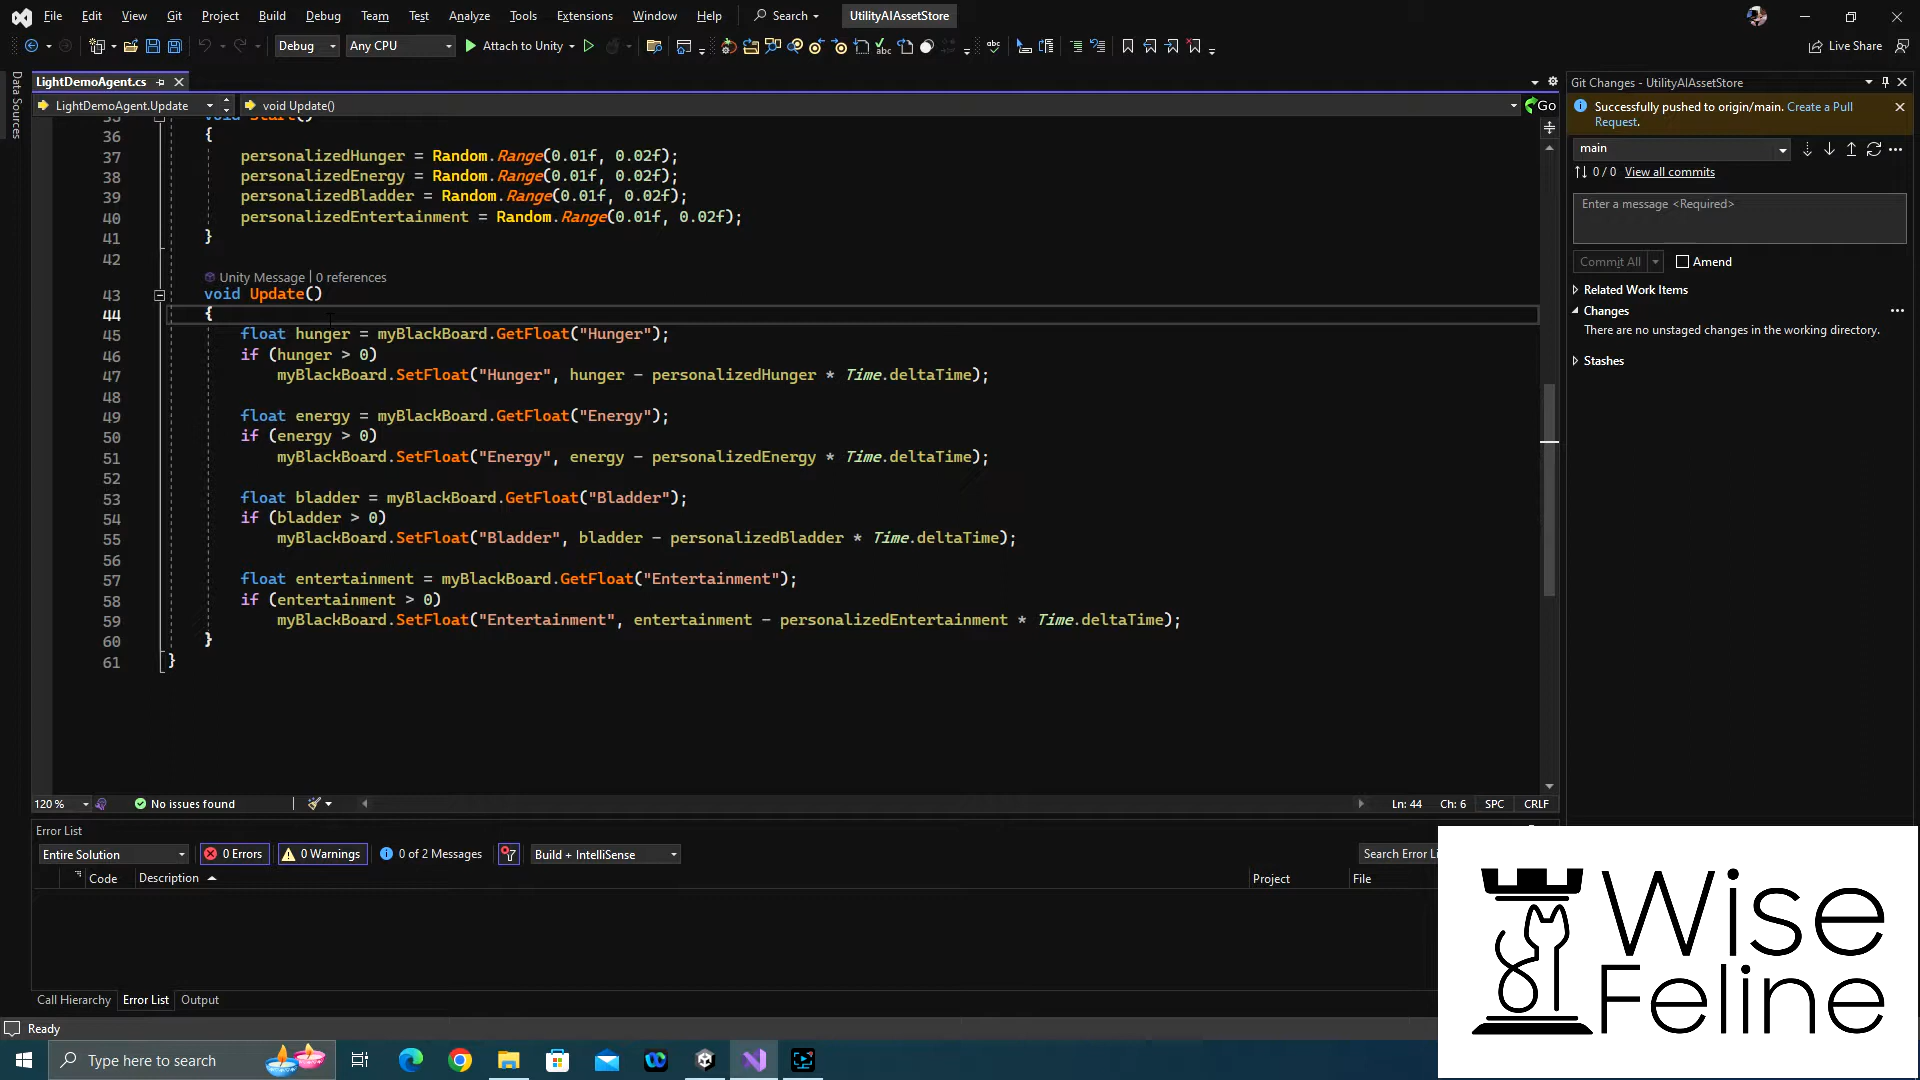 File Edit View Git Project Build Debug Team Test Analyze Tools Extensions Window Help Search UtilityAIAssetStore
Debug Any CPU Attach to Unity Live Share
Data Sources
LightDemoAgent.cs
LightDemoAgent.Update void Update() Go
35 void Start()
36 {
37 personalizedHunger = Random.Range(0.01f, 0.02f);
38 personalizedEnergy = Random.Range(0.01f, 0.02f);
39 personalizedBladder = Random.Range(0.01f, 0.02f);
40 personalizedEntertainment = Random.Range(0.01f, 0.02f);
41 }
42
Unity Message | 0 references
43 void Update()
44 {
45 float hunger = myBlackBoard.GetFloat("Hunger");
46 if (hunger > 0)
47 myBlackBoard.SetFloat("Hunger", hunger - personalizedHunger * Time.deltaTime);
48
49 float energy = myBlackBoard.GetFloat("Energy");
50 if (energy > 0)
51 myBlackBoard.SetFloat("Energy", energy - personalizedEnergy * Time.deltaTime);
52
53 float bladder = myBlackBoard.GetFloat("Bladder");
54 if (bladder > 0)
55 myBlackBoard.SetFloat("Bladder", bladder - personalizedBladder * Time.deltaTime);
56
57 float entertainment = myBlackBoard.GetFloat("Entertainment");
58 if (entertainment > 0)
59 myBlackBoard.SetFloat("Entertainment", entertainment - personalizedEntertainment * Time.deltaTime);
60 }
61 }
120 % No issues found Ln: 44 Ch: 6 SPC CRLF
Git Changes - UtilityAIAssetStore
Successfully pushed to origin/main. Create a Pull
Request.
main
0 / 0 View all commits
Enter a message <Required>
Commit All Amend
Related Work Items
Changes
There are no unstaged changes in the working directory.
Stashes
Error List
Entire Solution 0 Errors 0 Warnings 0 of 2 Messages Build + IntelliSense Search Error Li
Code Description Project File
Call Hierarchy Error List Output
Ready
Type here to search
Wise
Feline